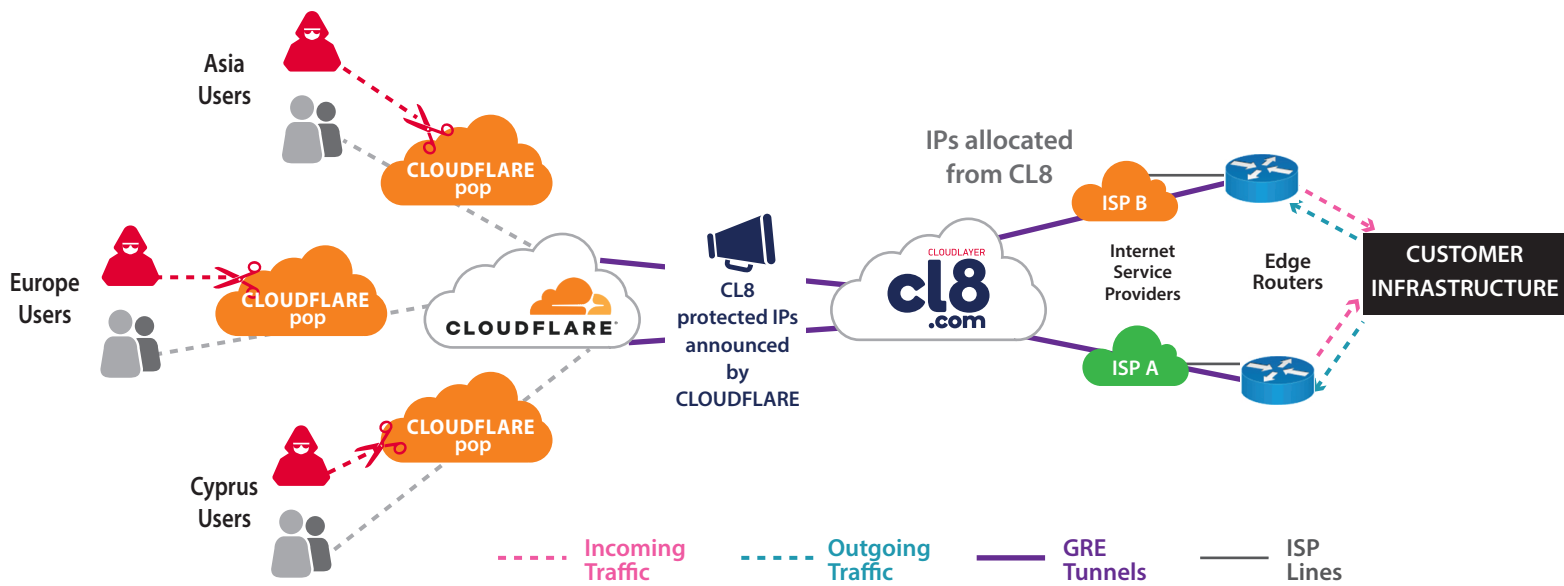 Asia
Users
CLOUDFLARE
pop
Europe
Users
CLOUDFLARE
pop
Cyprus
Users
CLOUDFLARE
pop
CLOUDFLARE
CL8
protected IPs
announced
by
CLOUDFLARE
CLOUDLAYER
cl8
.com
IPs allocated
from CL8
ISP B
Internet
Service
Providers
ISP A
Edge
Routers
CUSTOMER
INFRASTRUCTURE
Incoming
Traffic
Outgoing
Traffic
GRE
Tunnels
ISP
Lines